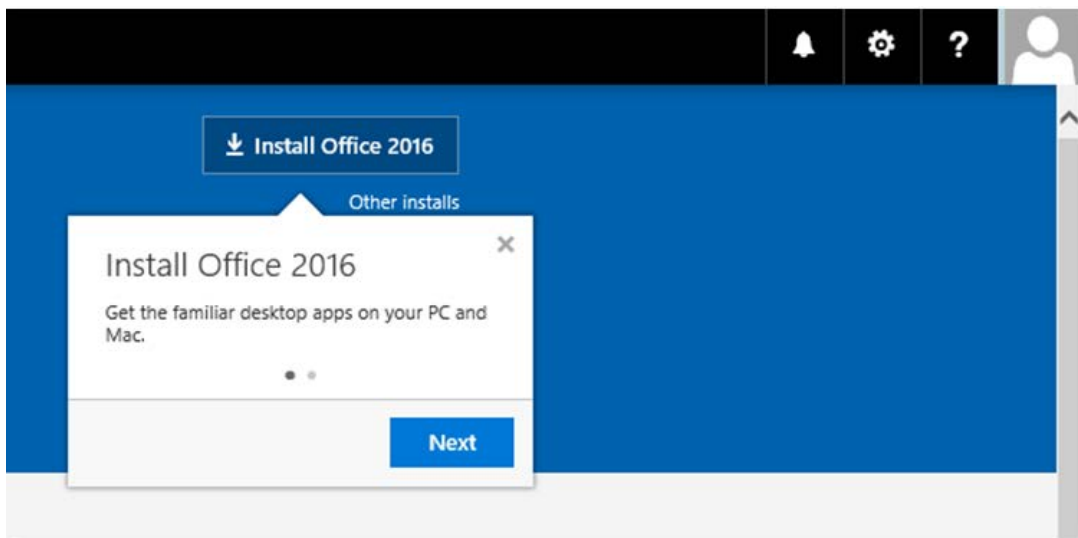 Install Office 2016
Other installs
Install Office 2016
Get the familiar desktop apps on your PC and
Mac.
Next